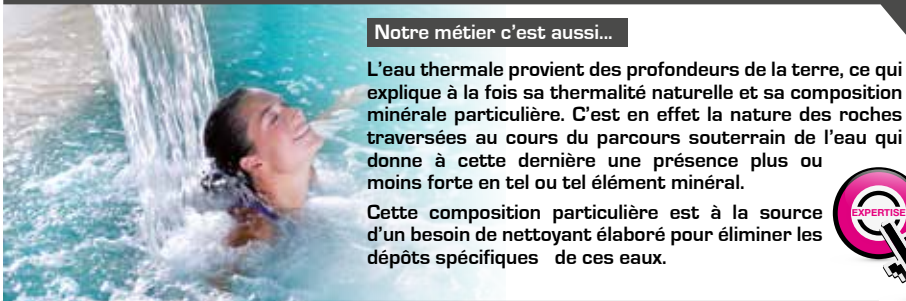 Notre métier c'est aussi...
L'eau thermale provient des profondeurs de la terre, ce qui
explique à la fois sa thermalité naturelle et sa composition
minérale particulière. C'est en effet la nature des roches
traversées au cours du parcours souterrain de l'eau qui
donne à cette dernière une présence plus ou
moins forte en tel ou tel élément minéral.
Cette composition particulière est à la source
d'un besoin de nettoyant élaboré pour éliminer les
dépôts spécifiques de ces eaux.
EXPERTISE